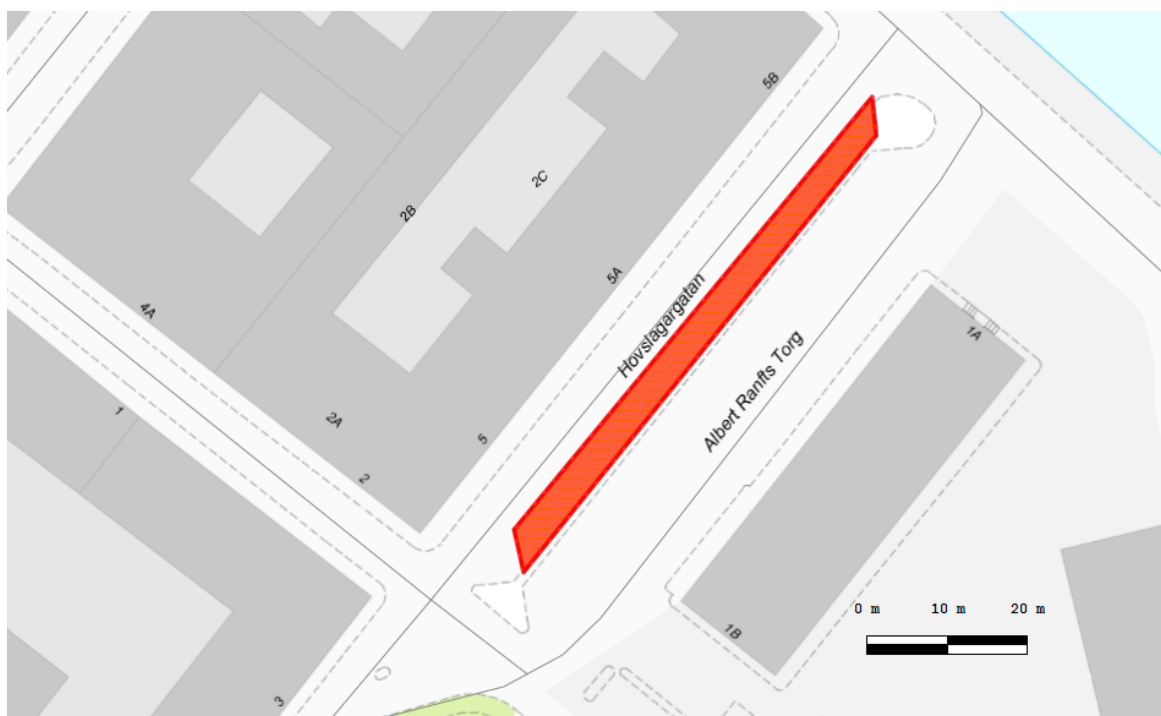 5B
2C
2B
5A
4A
Hovslagargatan
1A
Albert Ranfts Torg
1
2A
5
2
0 m 10 m 20 m
1B
3